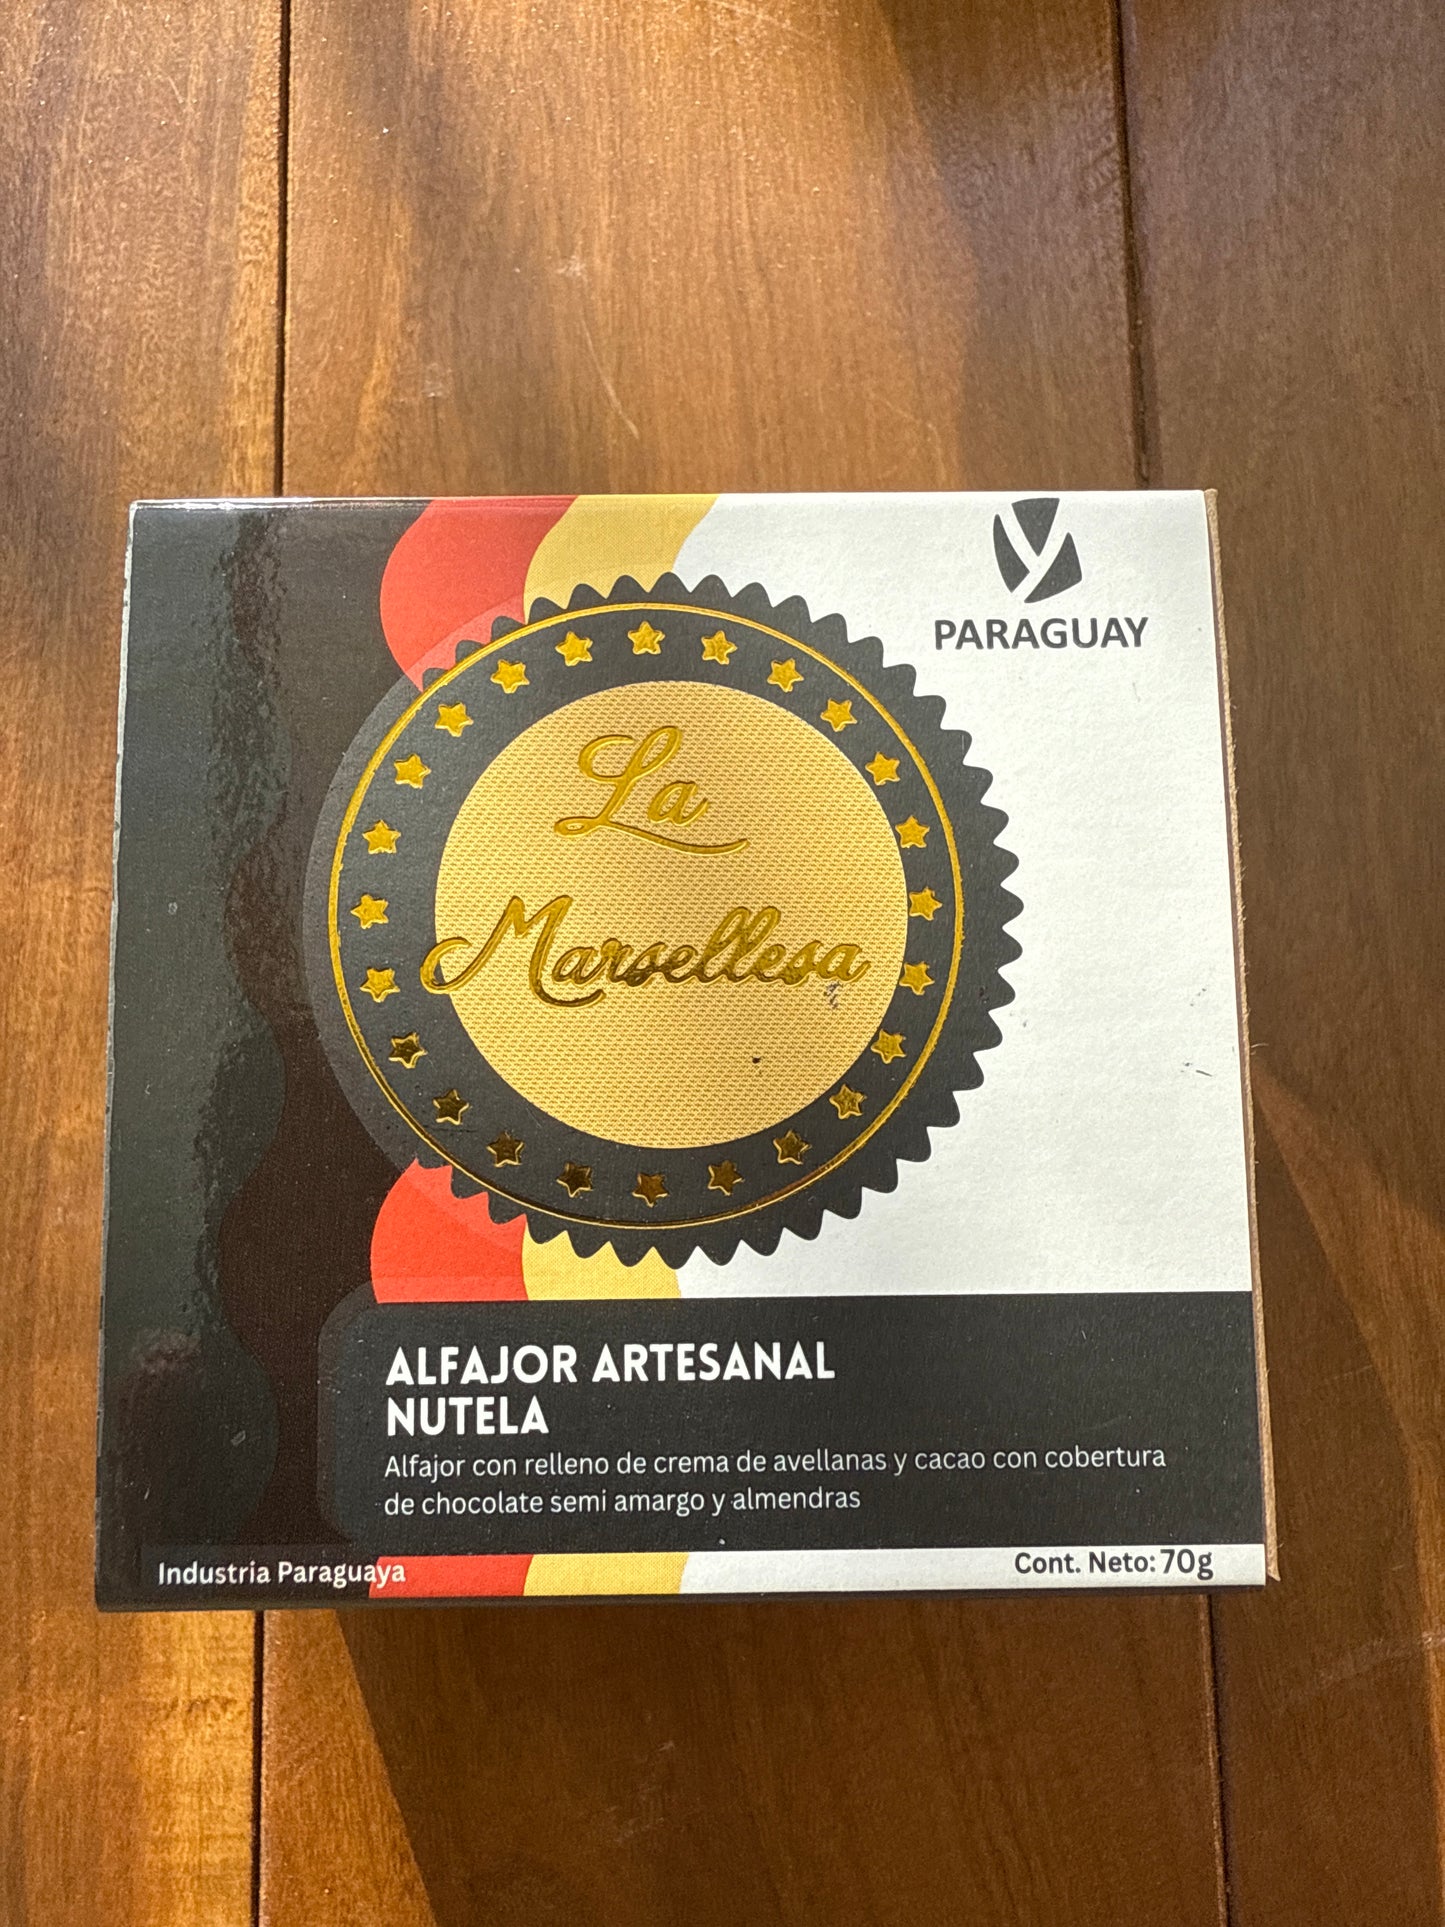 PARAGUAY
La
Marsellesa
ALFAJOR ARTESANAL
NUTELA
Alfajor con relleno de crema de avellanas y cacao con cobertura
de chocolate semi amargo y almendras
Industria Paraguaya
Cont. Neto: 70g